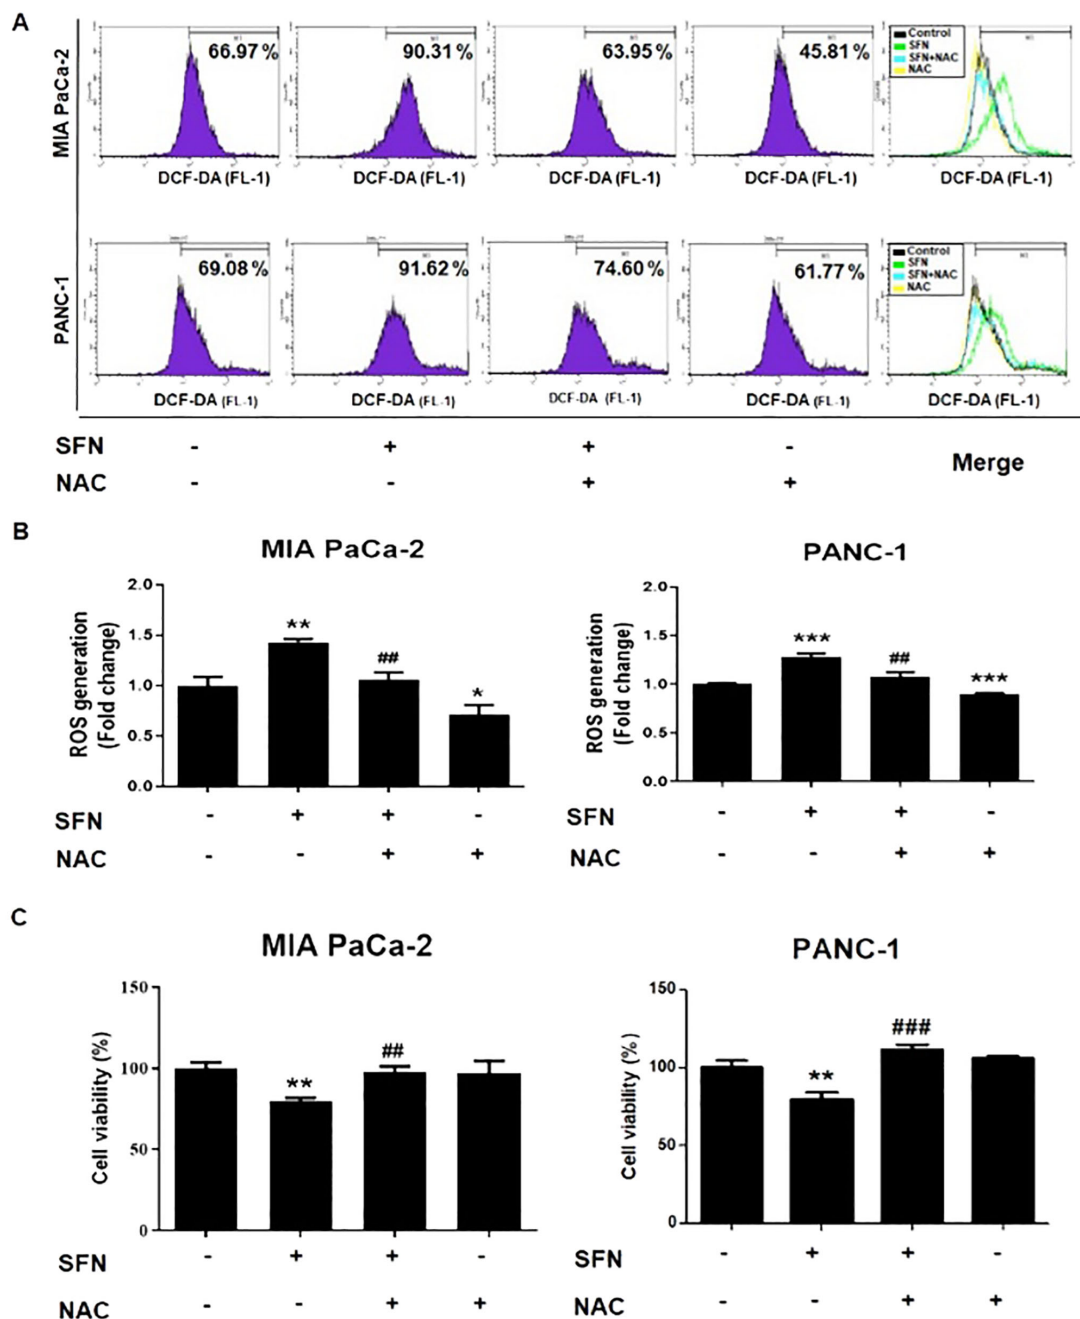 A
MIA PaCa-2
66.97 %
90.31 %
63.95 %
45.81 %
Control
SFN
SFN+NAC
NAC
DCF-DA (FL-1)
DCF-DA (FL-1)
DCF-DA (FL-1)
DCF-DA (FL-1)
DCF-DA (FL-1)
PANC-1
69.08 %
91.62 %
74.60 %
61.77 %
Control
SFN
SFN+NAC
NAC
DCF-DA (FL-1)
DCF-DA (FL-1)
DCF-DA (FL-1)
DCF-DA (FL-1)
DCF-DA (FL-1)
SFN - + + -
NAC - - + +
Merge
B
MIA PaCa-2
ROS generation
(Fold change)
2.0
1.5
1.0
0.5
0.0
** ## *
SFN - + + -
NAC - - + +
PANC-1
ROS generation
(Fold change)
2.0
1.5
1.0
0.5
0.0
*** ## ***
SFN - + + -
NAC - - + +
C
MIA PaCa-2
Cell viability (%)
150
100
50
0
** ##
SFN - + + -
NAC - - + +
PANC-1
Cell viability (%)
150
100
50
0
** ###
SFN - + + -
NAC - - + +